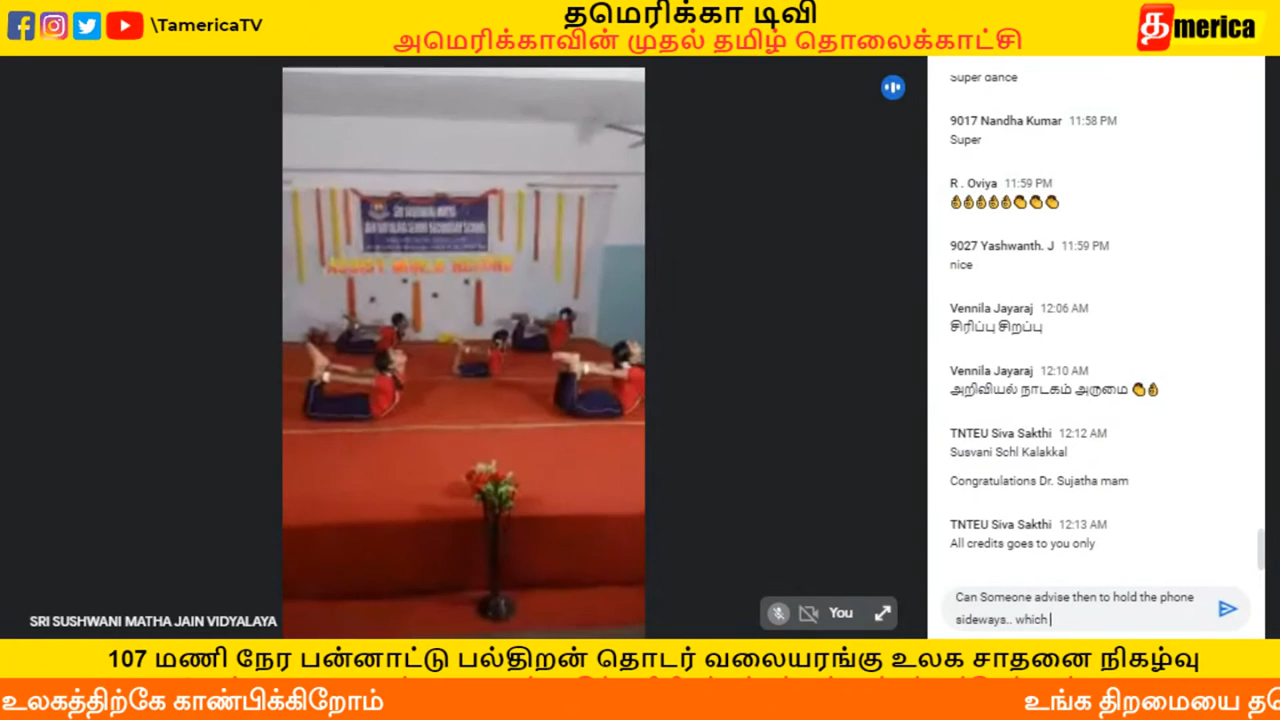 \TamericaTV
தமெரிக்கா டிவி
அமெரிக்காவின் முதல் தமிழ் தொலைக்காட்சி
தmerica
Super dance
9017 Nandha Kumar 11:58 PM
Super
R . Oviya 11:59 PM
👌👌👌👌👌👏👏👏
9027 Yashwanth. J 11:59 PM
nice
Vennila Jayaraj 12:06 AM
சிரிப்பு சிறப்பு
Vennila Jayaraj 12:10 AM
அறிவியல் நாடகம் அருமை 👏👌
TNTEU Siva Sakthi 12:12 AM
Susvani Schl Kalakkal
Congratulations Dr. Sujatha mam
TNTEU Siva Sakthi 12:13 AM
All credits goes to you only
Can Someone advise then to hold the phone
sideways.. which
You
SRI SUSHWANI MATHA JAIN VIDYALAYA
107 மணி நேர பன்னாட்டு பல்திறன் தொடர் வலையரங்கு உலக சாதனை நிகழ்வு
உலகத்திற்கே காண்பிக்கிறோம்
உங்க திறமையை